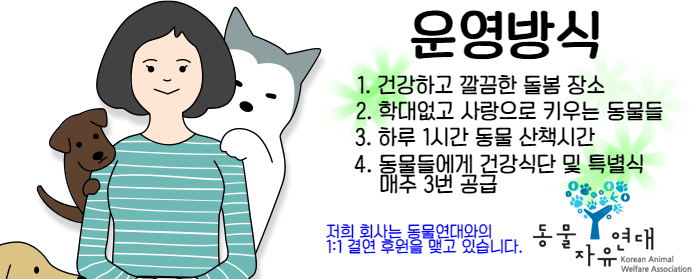 운영방식
1. 건강하고 깔끔한 돌봄 장소
2. 학대없고 사랑으로 키우는 동물들
3. 하루 1시간 동물 산책시간
4. 동물들에게 건강식단 및 특별식
매주 3번 공급
저희 회사는 동물연대와의
1:1 결연 후원을 맺고 있습니다.
동물
자유연대
Korean Animal
Welfare Association